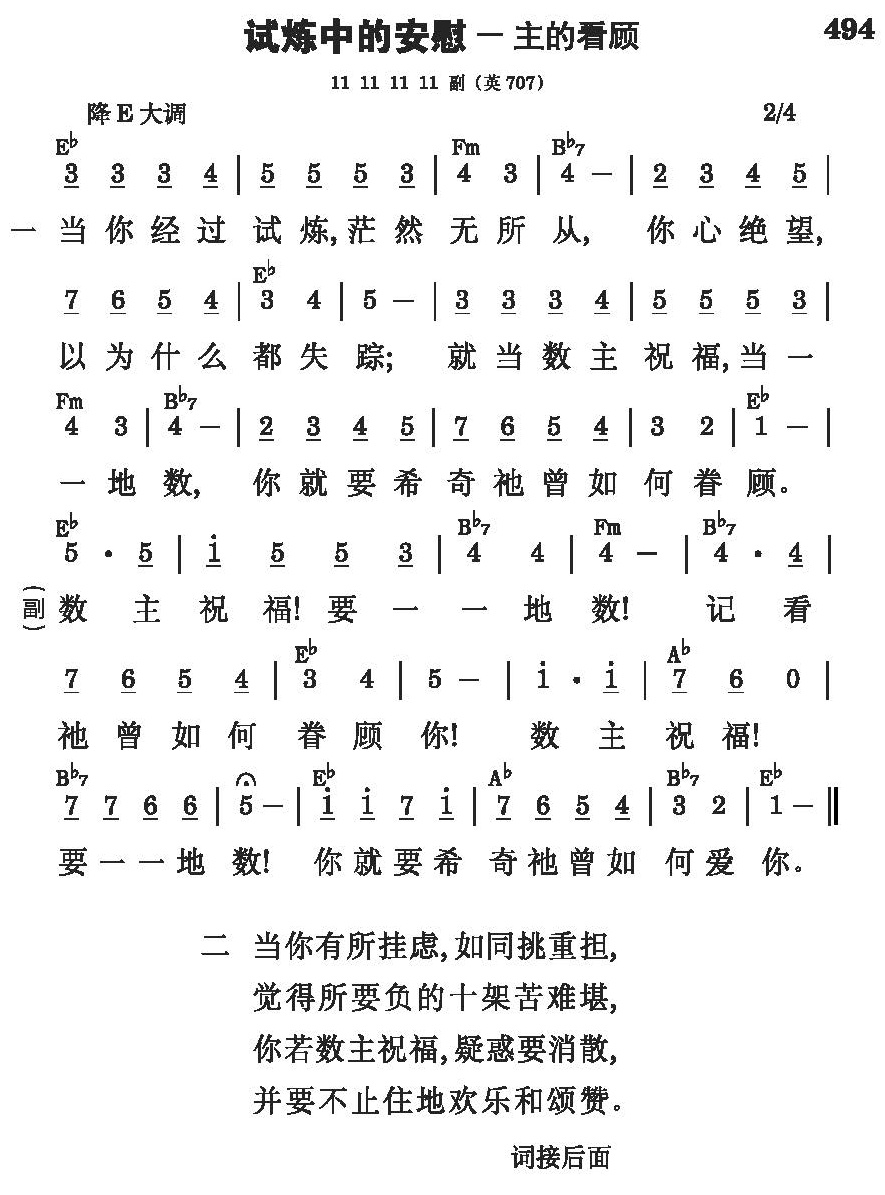 试炼中的安慰－主的看顾 494
11 11 11 11 副（英707）
降E大调 2/4
E♭ Fm B♭7
3 3 3 4 | 5 5 5 3 | 4 3 | 4 － | 2 3 4 5 |
一 当你经过试炼,茫然无所从, 你心绝望,
E♭
7 6 5 4 | 3 4 | 5 － | 3 3 3 4 | 5 5 5 3 |
以为什么都失踪; 就当数主祝福,当一
Fm B♭7 E♭
4 3 | 4 － | 2 3 4 5 | 7 6 5 4 | 3 2 | 1 － |
一地数, 你就要希奇祂曾如何眷顾。
E♭ B♭7 Fm B♭7
5 · 5 | i 5 5 3 | 4 4 | 4 － | 4 · 4 |
(副) 数主祝福!要一一地数! 记看
E♭ A♭
7 6 5 4 | 3 4 | 5 － | i · i | 7 6 0 |
祂曾如何眷顾你! 数主祝福!
B♭7 E♭ A♭ B♭7 E♭
7 7 6 6 | 5 － | i i 7 i | 7 6 5 4 | 3 2 | 1 － ‖
要一一地数! 你就要希奇祂曾如何爱你。
二 当你有所挂虑,如同挑重担,
觉得所要负的十架苦难堪,
你若数主祝福,疑惑要消散,
并要不止住地欢乐和颂赞。
词接后面